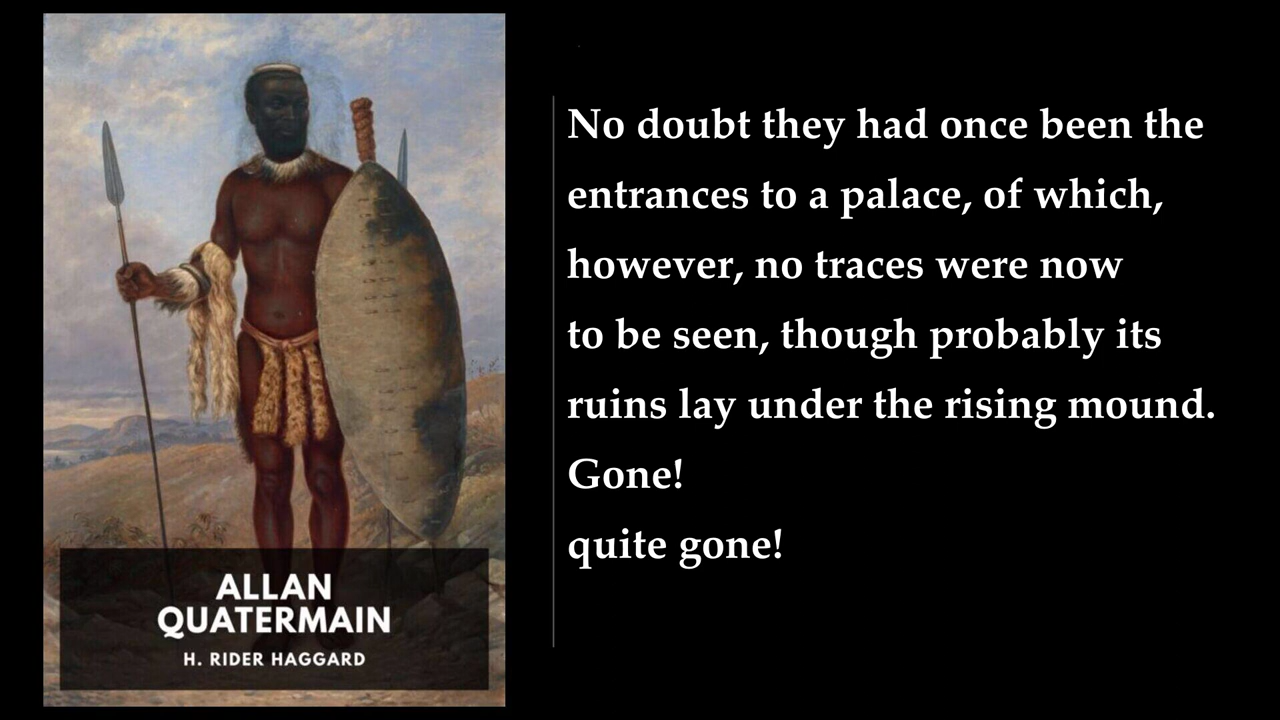 ALLAN
QUATERMAIN
H. RIDER HAGGARD
No doubt they had once been the
entrances to a palace, of which,
however, no traces were now
to be seen, though probably its
ruins lay under the rising mound.
Gone!
quite gone!